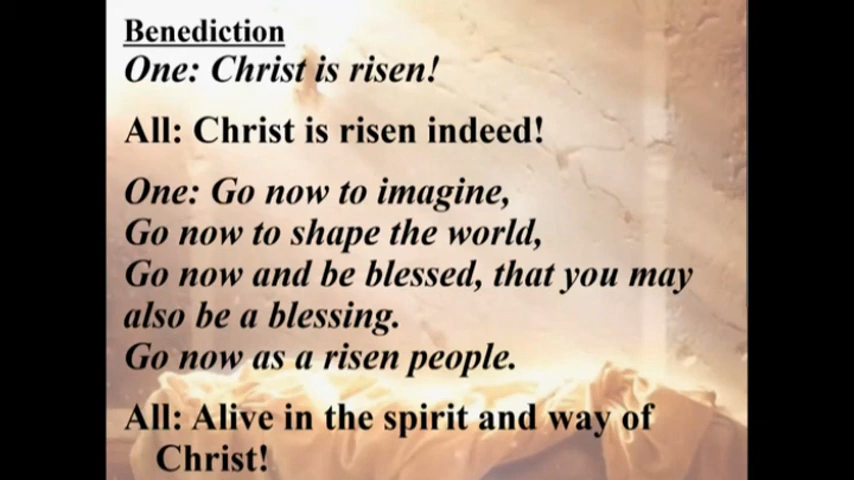 Benediction
One: Christ is risen!
All: Christ is risen indeed!
One: Go now to imagine,
Go now to shape the world,
Go now and be blessed, that you may
also be a blessing.
Go now as a risen people.
All: Alive in the spirit and way of
Christ!